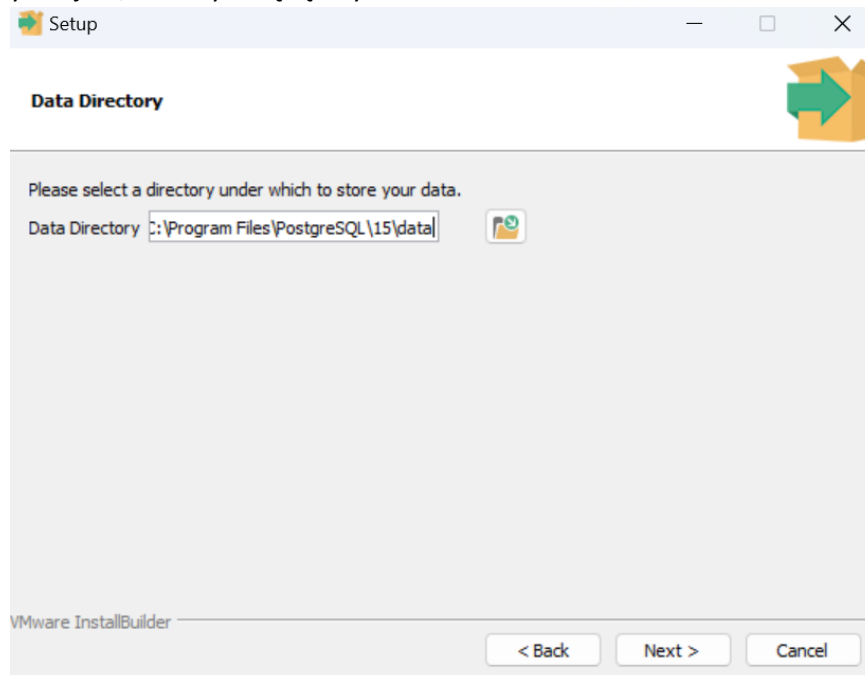 Setup
Data Directory
Please select a directory under which to store your data.
Data Directory C:\Program Files\PostgreSQL\15\data
VMware InstallBuilder
< Back Next > Cancel